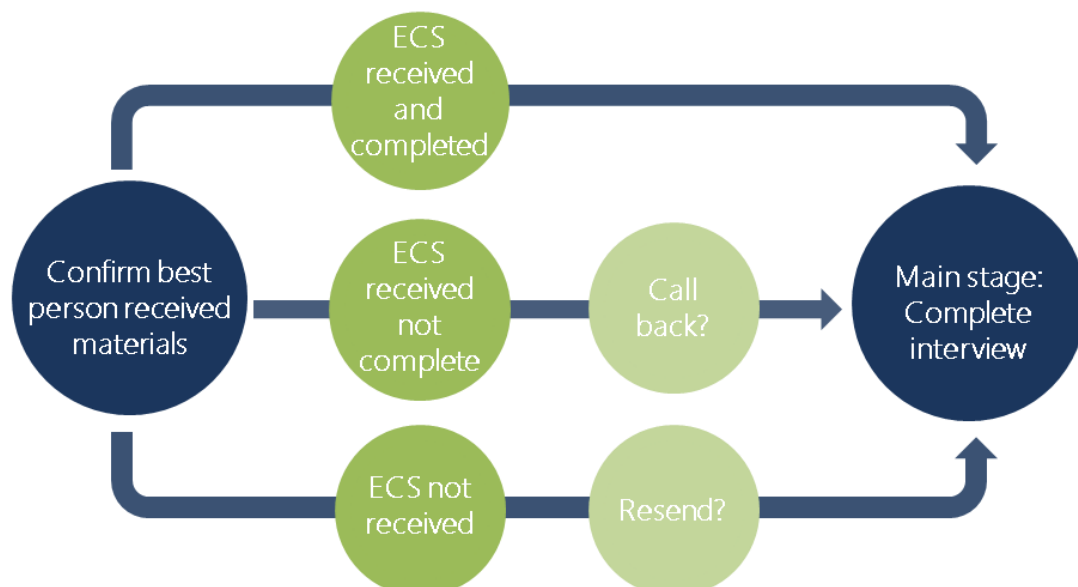 ECS
received
and
completed
Confirm best
person received
materials
ECS
received
not
complete
Call
back?
Main stage:
Complete
interview
ECS not
received
Resend?